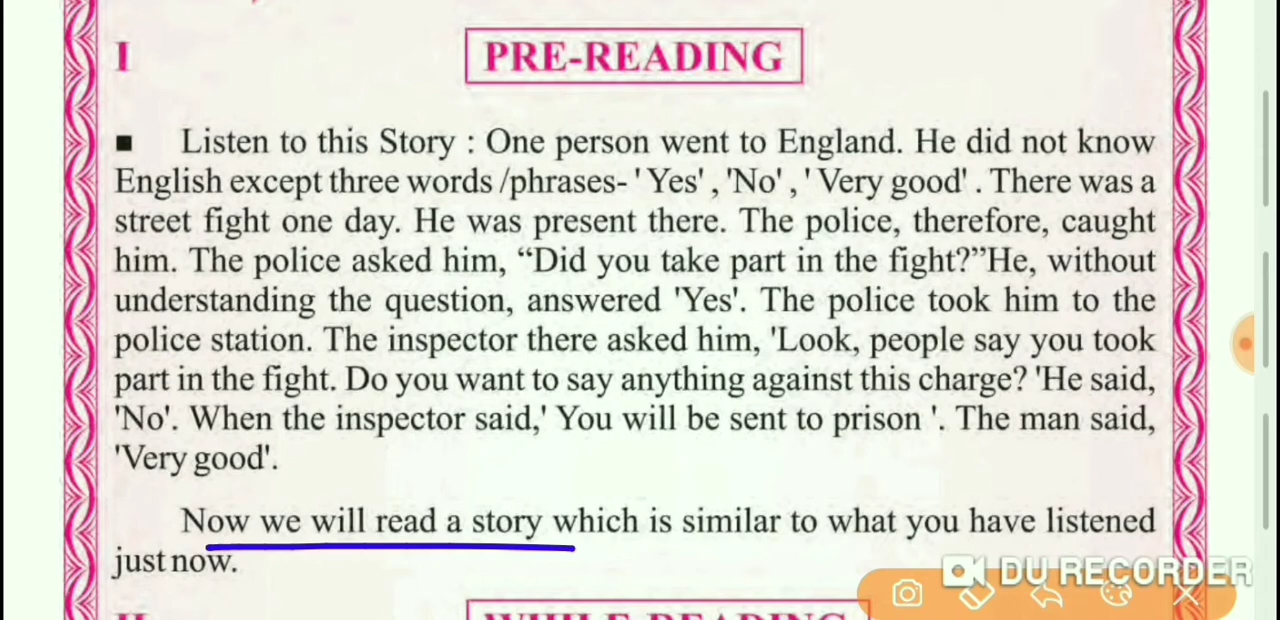 I
PRE-READING
■ Listen to this Story : One person went to England. He did not know
English except three words /phrases- ' Yes' , 'No' , ' Very good' . There was a
street fight one day. He was present there. The police, therefore, caught
him. The police asked him, “Did you take part in the fight?”He, without
understanding the question, answered 'Yes'. The police took him to the
police station. The inspector there asked him, 'Look, people say you took
part in the fight. Do you want to say anything against this charge? 'He said,
'No'. When the inspector said,' You will be sent to prison '. The man said,
'Very good'.
Now we will read a story which is similar to what you have listened
just now.
DU RECORDER
II
WHILE-READING